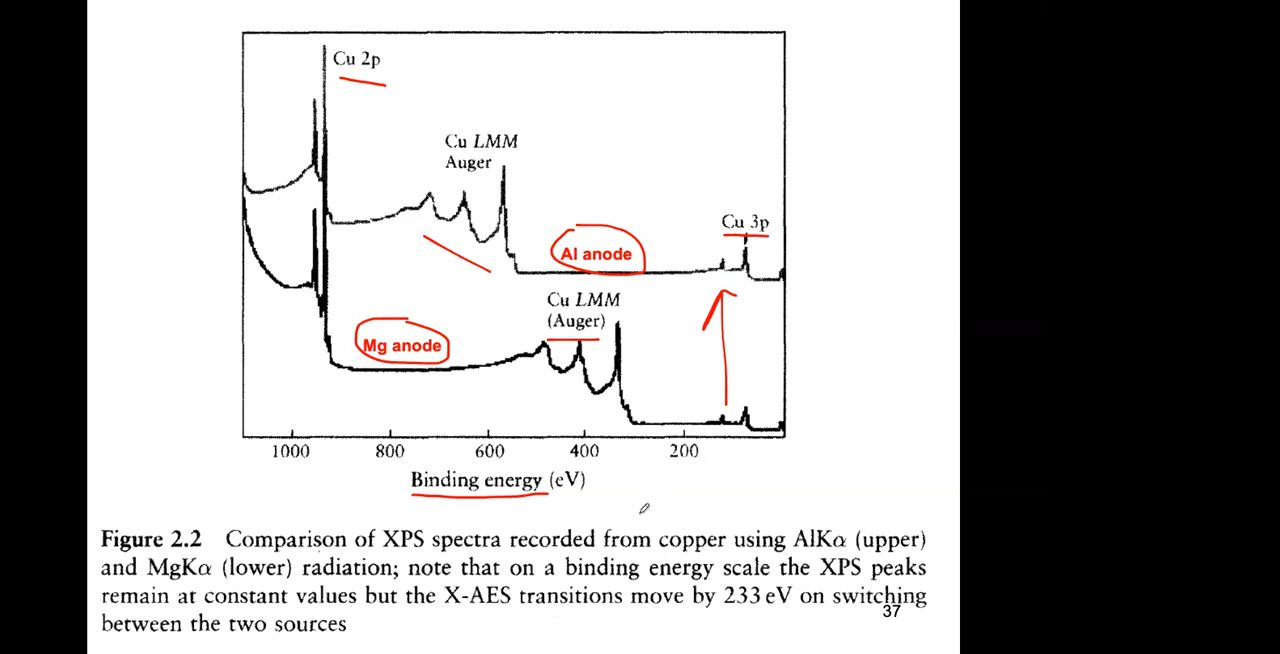 Cu 2p
Cu LMM
Auger
Cu 3p
Al anode
Cu LMM
(Auger)
Mg anode
1000 800 600 400 200
Binding energy (eV)
Figure 2.2 Comparison of XPS spectra recorded from copper using AlKα (upper)
and MgKα (lower) radiation; note that on a binding energy scale the XPS peaks
remain at constant values but the X-AES transitions move by 233 eV on switching
between the two sources
37